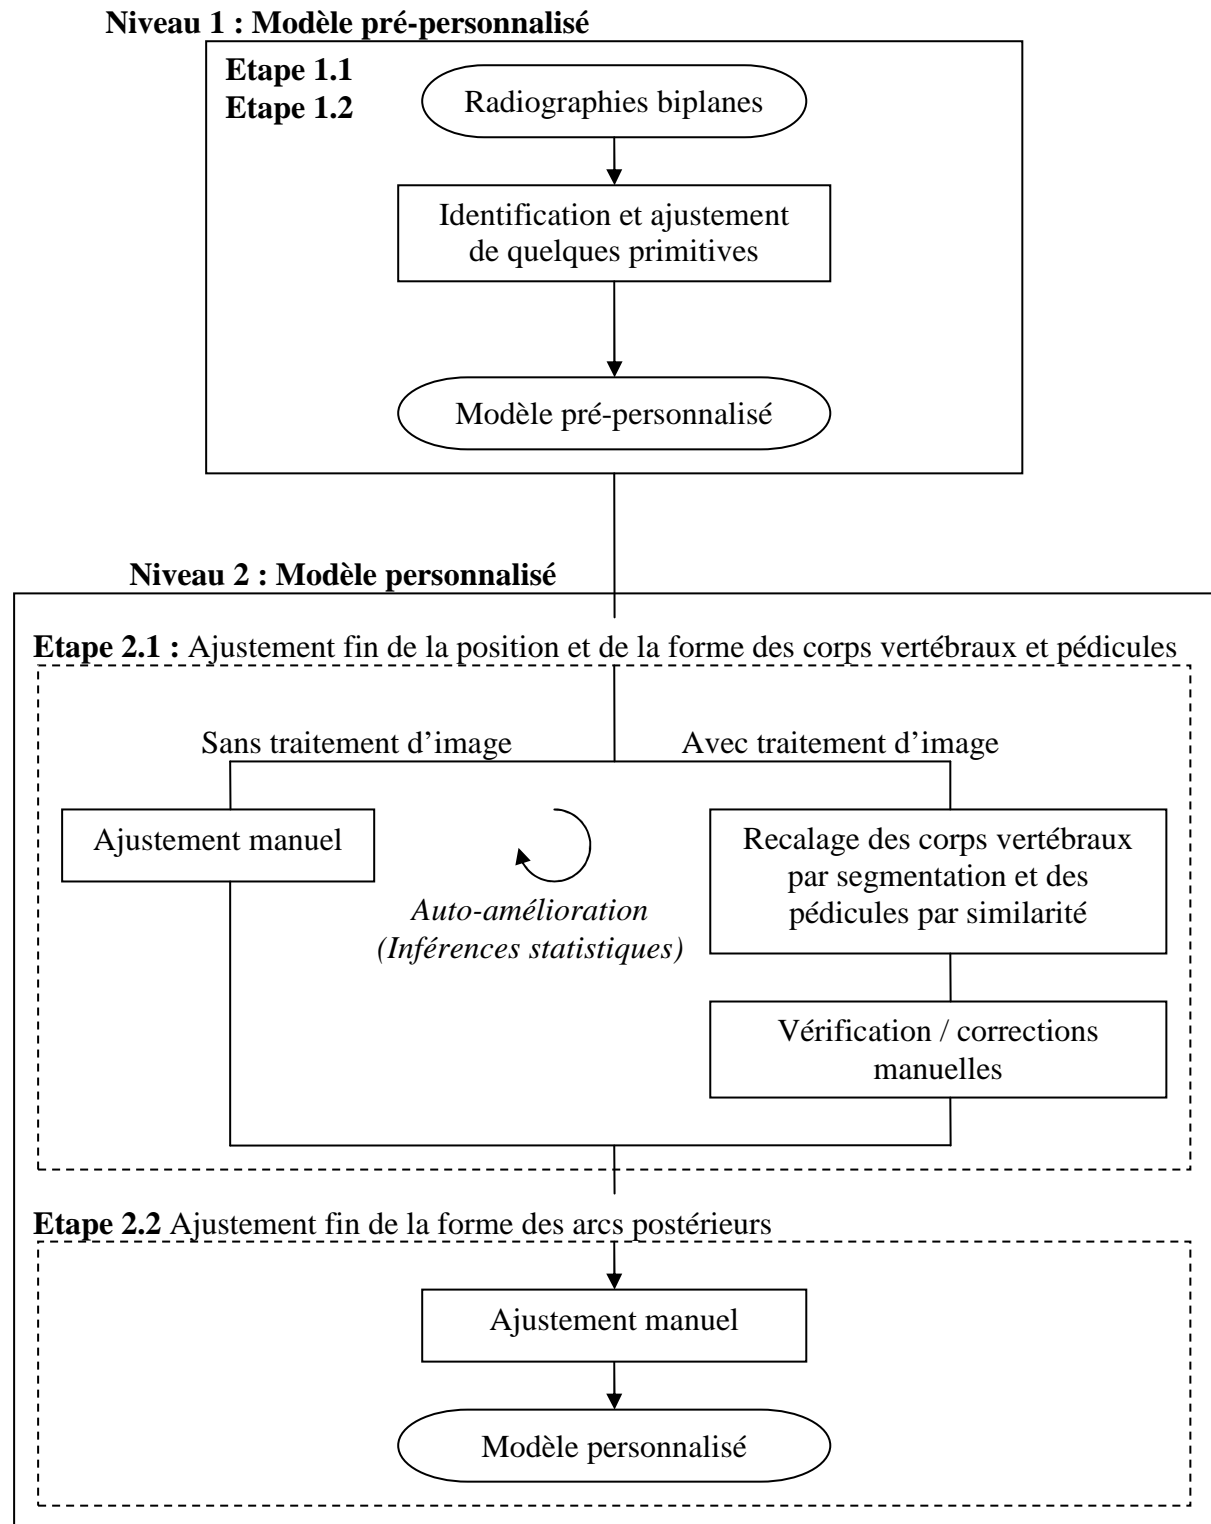 Niveau 1 : Modèle pré-personnalisé
Etape 1.1
Etape 1.2
Radiographies biplanes
Identification et ajustement
de quelques primitives
Modèle pré-personnalisé
Niveau 2 : Modèle personnalisé
Etape 2.1 : Ajustement fin de la position et de la forme des corps vertébraux et pédicules
Sans traitement d’image
Avec traitement d’image
Ajustement manuel
Auto-amélioration
(Inférences statistiques)
Recalage des corps vertébraux
par segmentation et des
pédicules par similarité
Vérification / corrections
manuelles
Etape 2.2 Ajustement fin de la forme des arcs postérieurs
Ajustement manuel
Modèle personnalisé